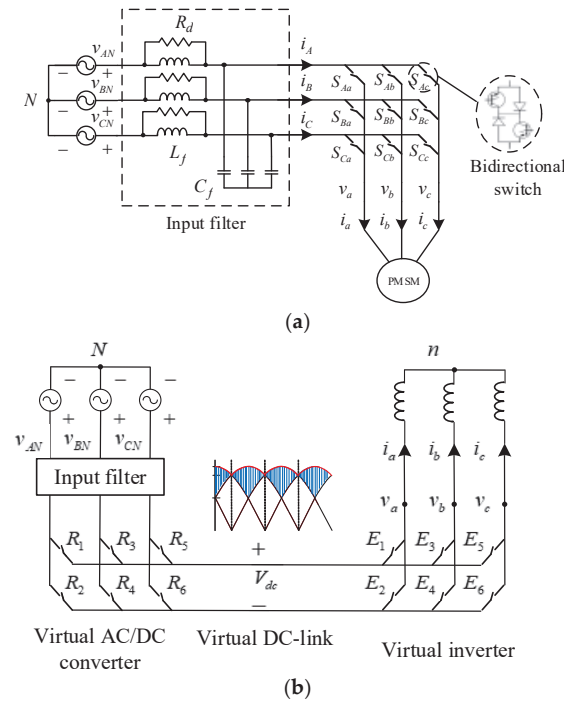 R_d
v_AN
i_A
S_Aa S_Ab S_Ac
N
v_BN
i_B
S_Ba S_Bb S_Bc
v_CN
i_C
S_Ca S_Cb S_Cc
L_f
C_f
Input filter
Bidirectional
switch
v_a v_b v_c
i_a i_b i_c
PMSM
(a)
N
n
v_AN v_BN v_CN
i_a i_b i_c
Input filter
v_a v_b v_c
R_1 R_3 R_5
+
E_1 E_3 E_5
V_dc
R_2 R_4 R_6
−
E_2 E_4 E_6
Virtual AC/DC
converter
Virtual DC-link
Virtual inverter
(b)